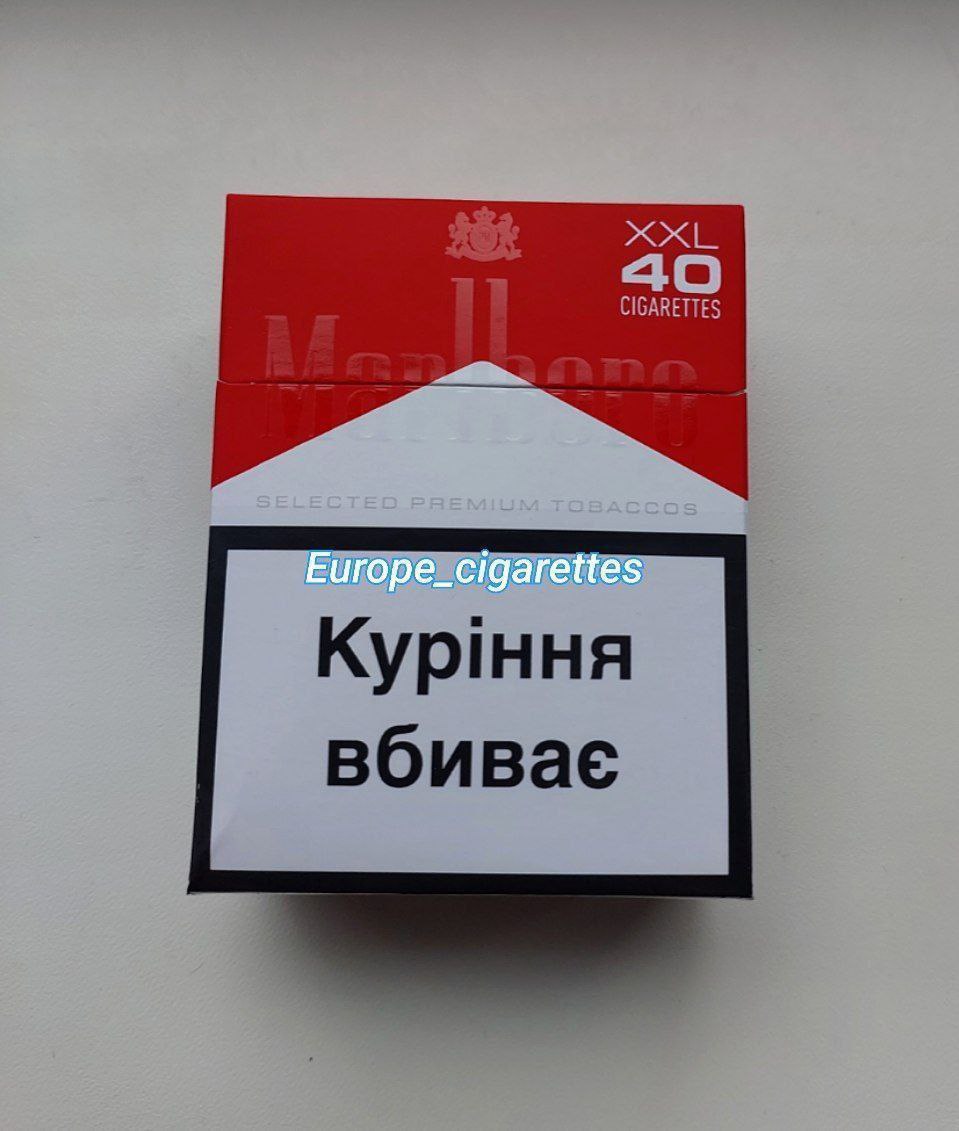 XXL
40
CIGARETTES
Marlboro
SELECTED PREMIUM TOBACCOS
Europe_cigarettes
Куріння
вбиває